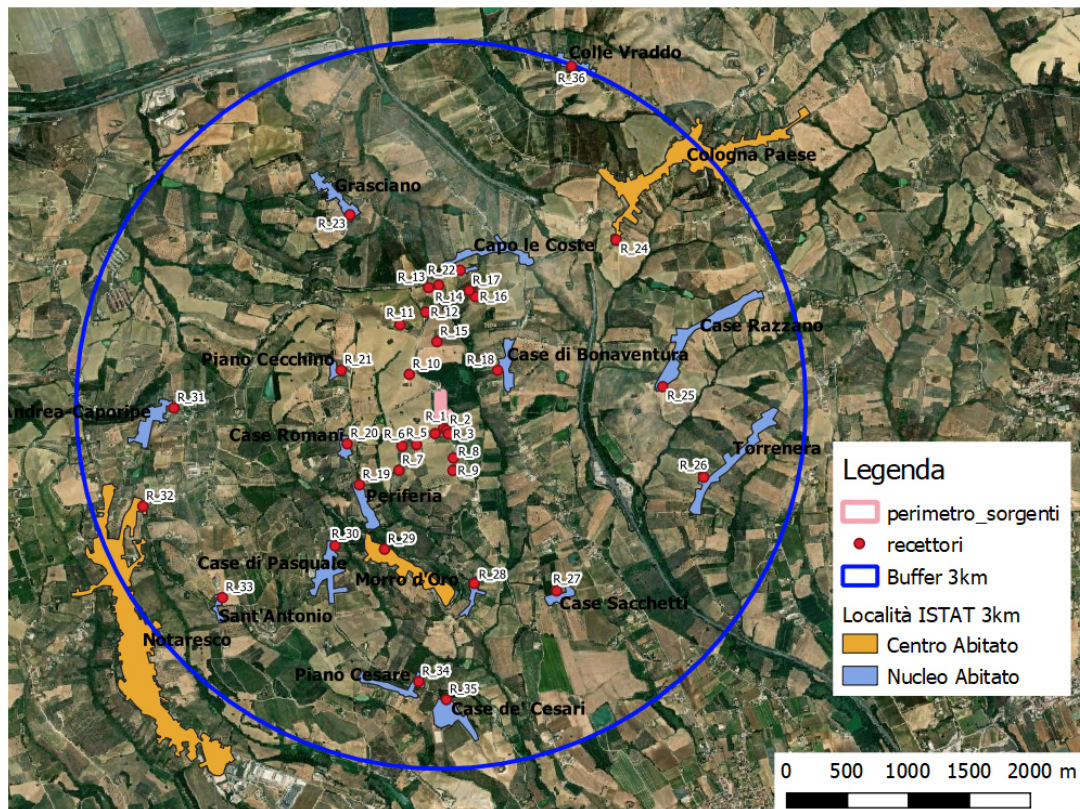 Colle Vraddo
R_36
Cologna Paese
Grasciano
R_23
R_24
Capo le Coste
R_22
R_13
R_17
R_14
R_16
R_12
R_11
Case Razzano
R_15
Piano Cecchino
R_21
R_10
R_18
Case di Bonaventura
R_25
R_31
Andrea-Caporipe
R_1
R_2
Case Romani
R_20
R_6
R_5
R_3
Torrenera
R_7
R_8
R_19
R_9
R_26
Periferia
R_32
R_30
R_29
Case di Pasquale
Morro d'Oro
R_28
R_27
R_33
Case Sacchetti
Sant'Antonio
Notaresco
Piano Cesare
R_34
R_35
Case de' Cesari
Legenda
perimetro_sorgenti
recettori
Buffer 3km
Località ISTAT 3km
Centro Abitato
Nucleo Abitato
0 500 1000 1500 2000 m